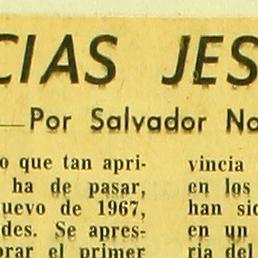 CIAS JES
Por Salvador No
o que tan apri-
ha de pasar,
uevo de 1967,
des. Se apres-
orar el primer
vincia
en los
han sid
en un
ria del